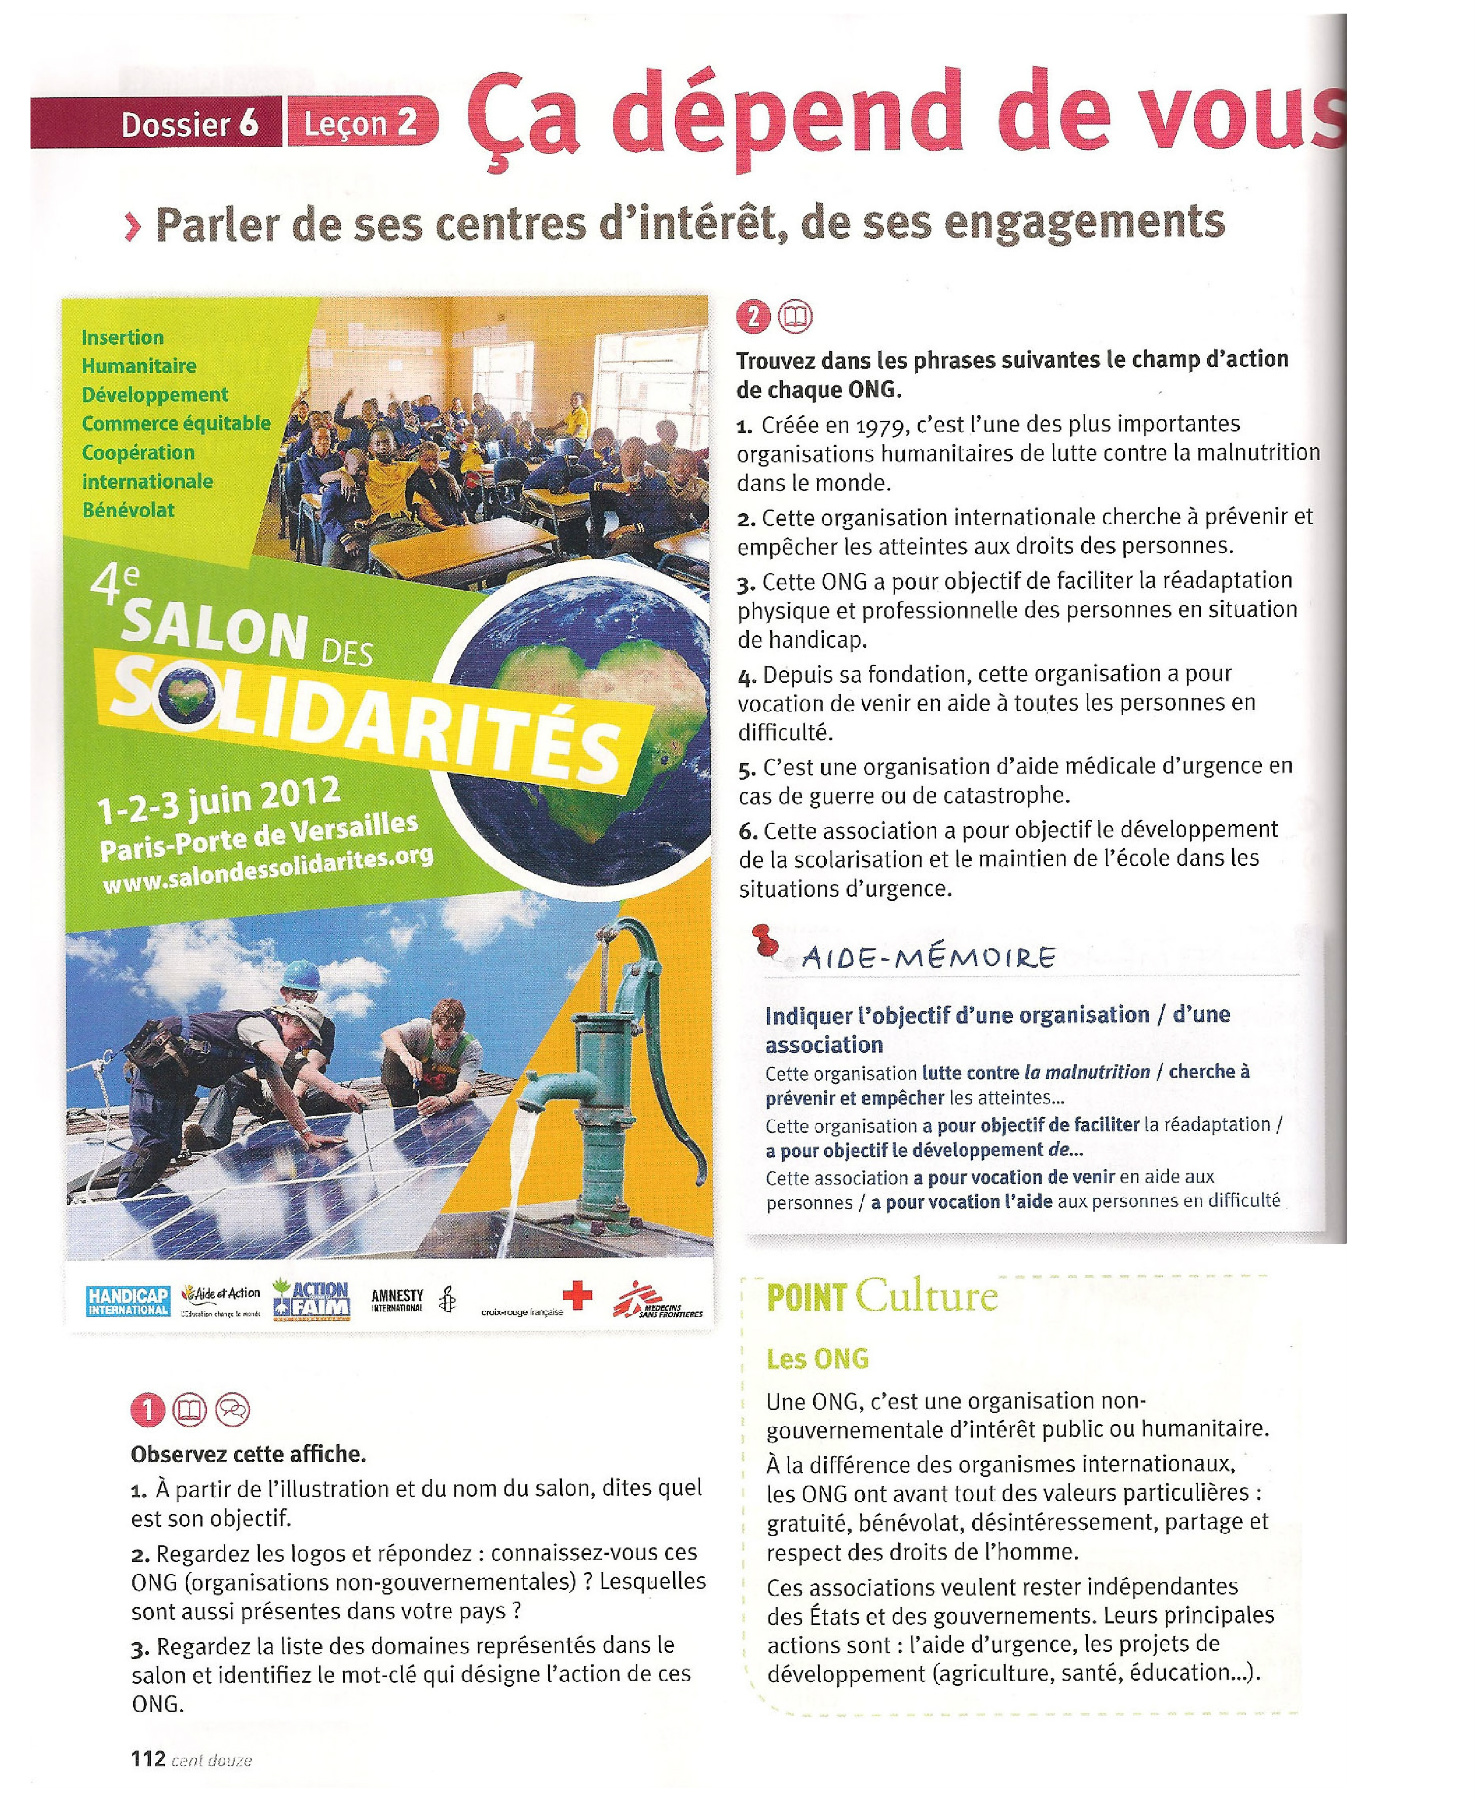 Dossier 6 Leçon 2 Ça dépend de vous
› Parler de ses centres d'intérêt, de ses engagements
Insertion
Humanitaire
Développement
Commerce équitable
Coopération
internationale
Bénévolat
4e
SALON DES
SOLIDARITÉS
1-2-3 juin 2012
Paris-Porte de Versailles
www.salondessolidarites.org
HANDICAP
INTERNATIONAL
Aide et Action
L'Éducation change le monde
ACTION
CONTRE LA
FAIM
AMNESTY
INTERNATIONAL
croix-rouge française
MEDECINS
SANS FRONTIERES
1
Observez cette affiche.
1. À partir de l'illustration et du nom du salon, dites quel
est son objectif.
2. Regardez les logos et répondez : connaissez-vous ces
ONG (organisations non-gouvernementales) ? Lesquelles
sont aussi présentes dans votre pays ?
3. Regardez la liste des domaines représentés dans le
salon et identifiez le mot-clé qui désigne l'action de ces
ONG.
2
Trouvez dans les phrases suivantes le champ d'action
de chaque ONG.
1. Créée en 1979, c'est l'une des plus importantes
organisations humanitaires de lutte contre la malnutrition
dans le monde.
2. Cette organisation internationale cherche à prévenir et
empêcher les atteintes aux droits des personnes.
3. Cette ONG a pour objectif de faciliter la réadaptation
physique et professionnelle des personnes en situation
de handicap.
4. Depuis sa fondation, cette organisation a pour
vocation de venir en aide à toutes les personnes en
difficulté.
5. C'est une organisation d'aide médicale d'urgence en
cas de guerre ou de catastrophe.
6. Cette association a pour objectif le développement
de la scolarisation et le maintien de l'école dans les
situations d'urgence.
AIDE-MÉMOIRE
Indiquer l'objectif d'une organisation / d'une
association
Cette organisation lutte contre la malnutrition / cherche à
prévenir et empêcher les atteintes...
Cette organisation a pour objectif de faciliter la réadaptation /
a pour objectif le développement de...
Cette association a pour vocation de venir en aide aux
personnes / a pour vocation l'aide aux personnes en difficulté
POINT Culture
Les ONG
Une ONG, c'est une organisation non-
gouvernementale d'intérêt public ou humanitaire.
À la différence des organismes internationaux,
les ONG ont avant tout des valeurs particulières :
gratuité, bénévolat, désintéressement, partage et
respect des droits de l'homme.
Ces associations veulent rester indépendantes
des États et des gouvernements. Leurs principales
actions sont : l'aide d'urgence, les projets de
développement (agriculture, santé, éducation...).
112 cent douze